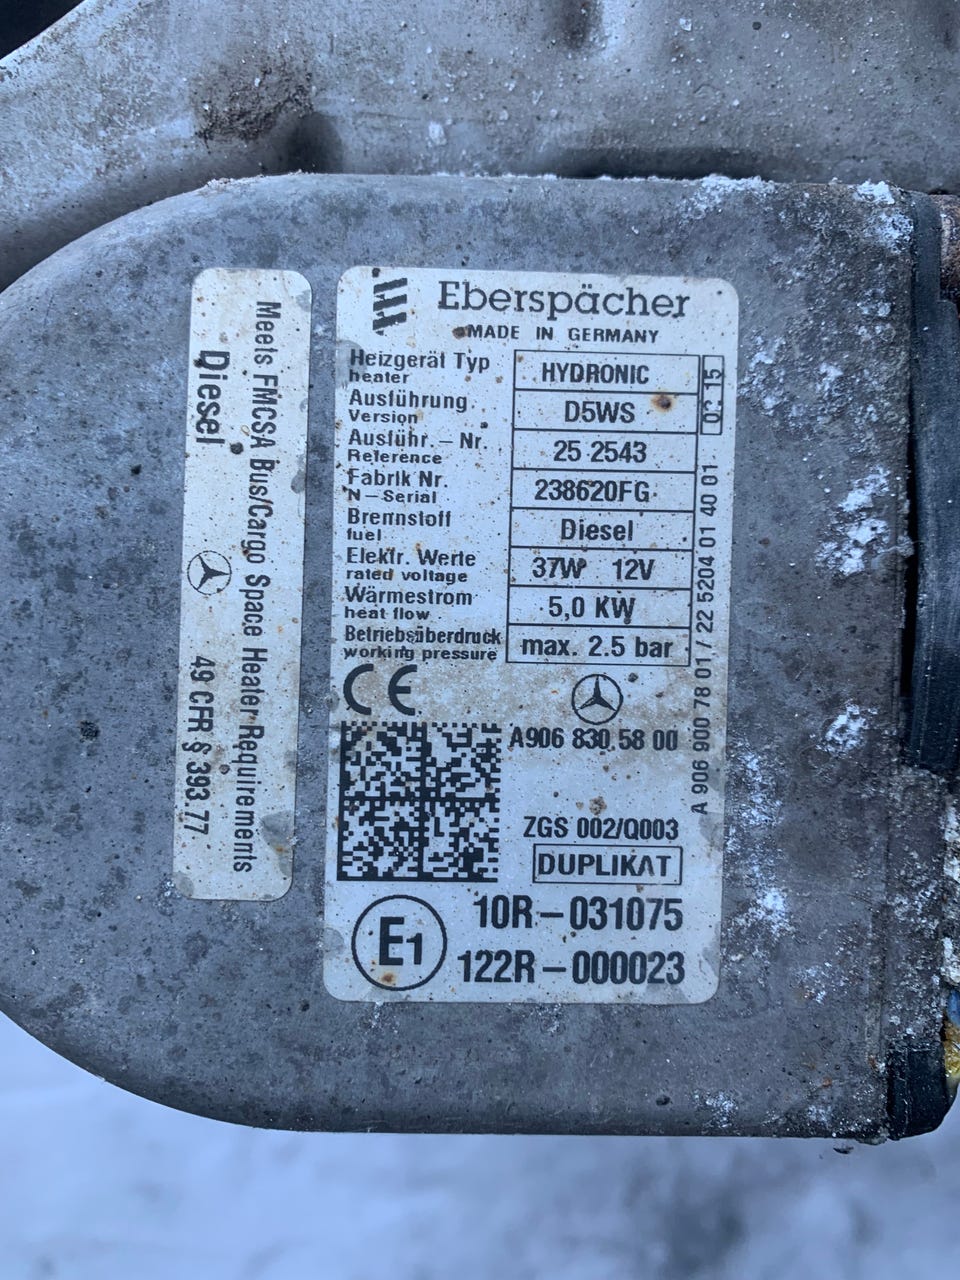 Meets FMCSA Bus/Cargo Space Heater Requirements
Diesel 49 CFR § 393.77
Eberspächer
MADE IN GERMANY
Heizgerät Typ HYDRONIC
heater
Ausführung D5WS
Version
Ausführ.-Nr. 25 2543
Reference
Fabrik Nr. 238620FG
N-Serial
Brennstoff Diesel
fuel
Elektr. Werte 37W 12V
rated voltage
Wärmestrom 5,0 KW
heat flow
Betriebsüberdruck max. 2.5 bar
working pressure
15
A 906 900 78 01 / 22 5204 01 40 01
CE
A906 830 58 00
ZGS 002/Q003
DUPLIKAT
E1
10R-031075
122R-000023